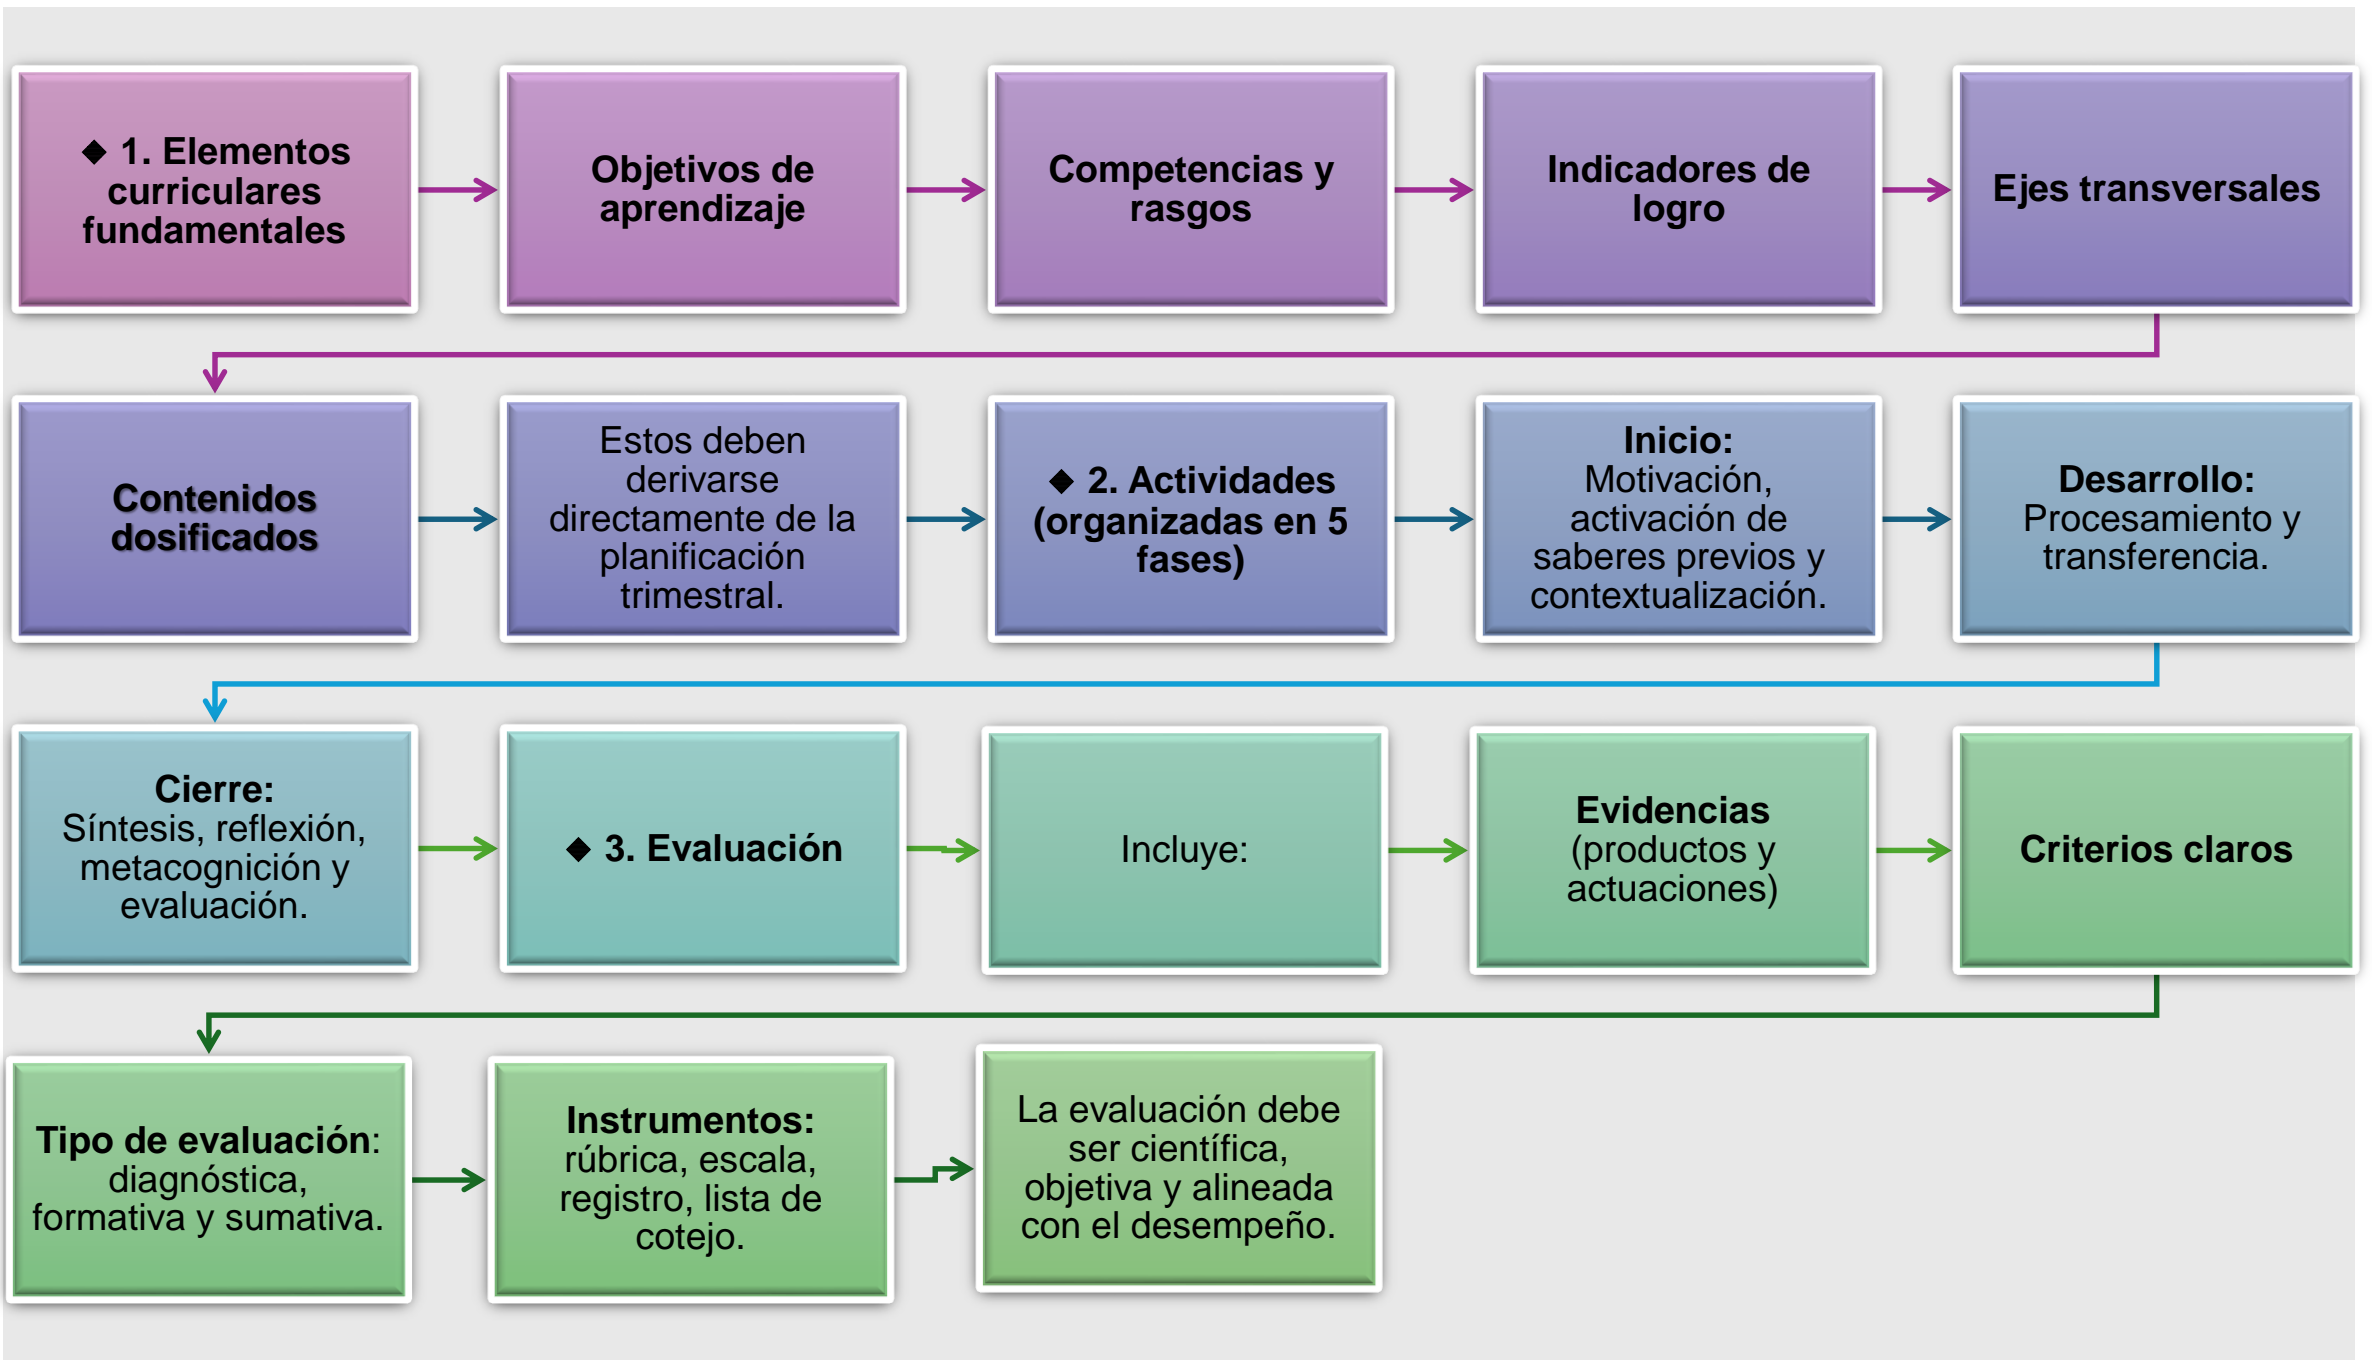 ◆ 1. Elementos
curriculares
fundamentales
Objetivos de
aprendizaje
Competencias y
rasgos
Indicadores de
logro
Ejes transversales
Contenidos
dosificados
Estos deben
derivarse
directamente de la
planificación
trimestral.
◆ 2. Actividades
(organizadas en 5
fases)
Inicio:
Motivación,
activación de
saberes previos y
contextualización.
Desarrollo:
Procesamiento y
transferencia.
Cierre:
Síntesis, reflexión,
metacognición y
evaluación.
◆ 3. Evaluación
Incluye:
Evidencias
(productos y
actuaciones)
Criterios claros
Tipo de evaluación:
diagnóstica,
formativa y sumativa.
Instrumentos:
rúbrica, escala,
registro, lista de
cotejo.
La evaluación debe
ser científica,
objetiva y alineada
con el desempeño.